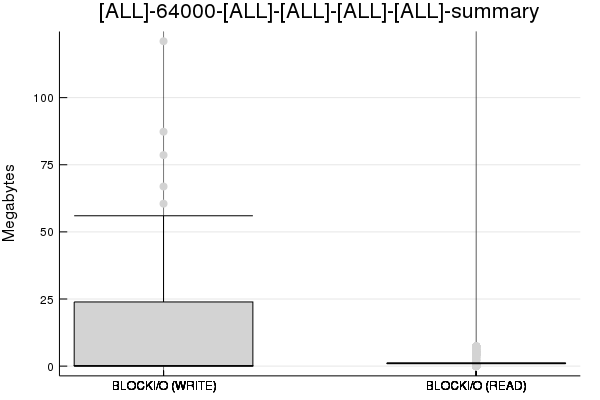 [ALL]-64000-[ALL]-[ALL]-[ALL]-[ALL]-summary
Megabytes
100
75
50
25
0
BLOCKI/O (WRITE)
BLOCKI/O (READ)